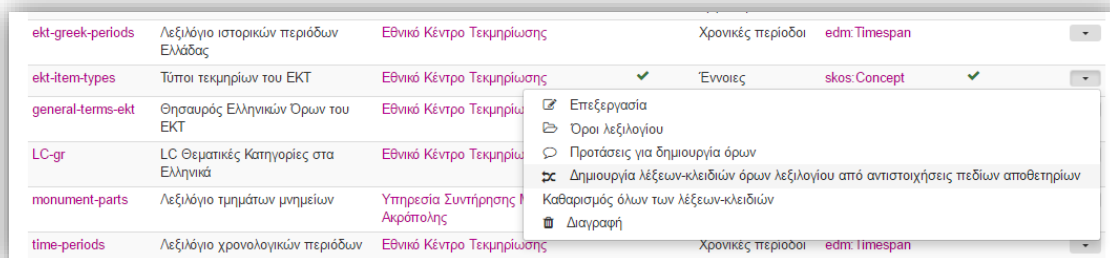 ekt-greek-periods Λεξιλόγιο ιστορικών περιόδων Εθνικό Κέντρο Τεκμηρίωσης Χρονικές περίοδοι edm:Timespan
Ελλάδας
ekt-item-types Τύποι τεκμηρίων του ΕΚΤ Εθνικό Κέντρο Τεκμηρίωσης Έννοιες skos:Concept
general-terms-ekt Θησαυρός Ελληνικών Όρων του Εθνικό Κέντρο
ΕΚΤ
LC-gr LC Θεματικές Κατηγορίες στα Εθνικό Κέντρο
Ελληνικά
monument-parts Λεξιλόγιο τμημάτων μνημείων Υπηρεσία Συντήρησης
Ακρόπολης
time-periods Λεξιλόγιο χρονολογικών περιόδων Εθνικό Κέντρο Τεκμηρίωσης Χρονικές περίοδοι edm:Timespan
Επεξεργασία
Όροι λεξιλογίου
Προτάσεις για δημιουργία όρων
Δημιουργία λέξεων-κλειδιών όρων λεξιλογίου από αντιστοιχήσεις πεδίων αποθετηρίων
Καθαρισμός όλων των λέξεων-κλειδιών
Διαγραφή